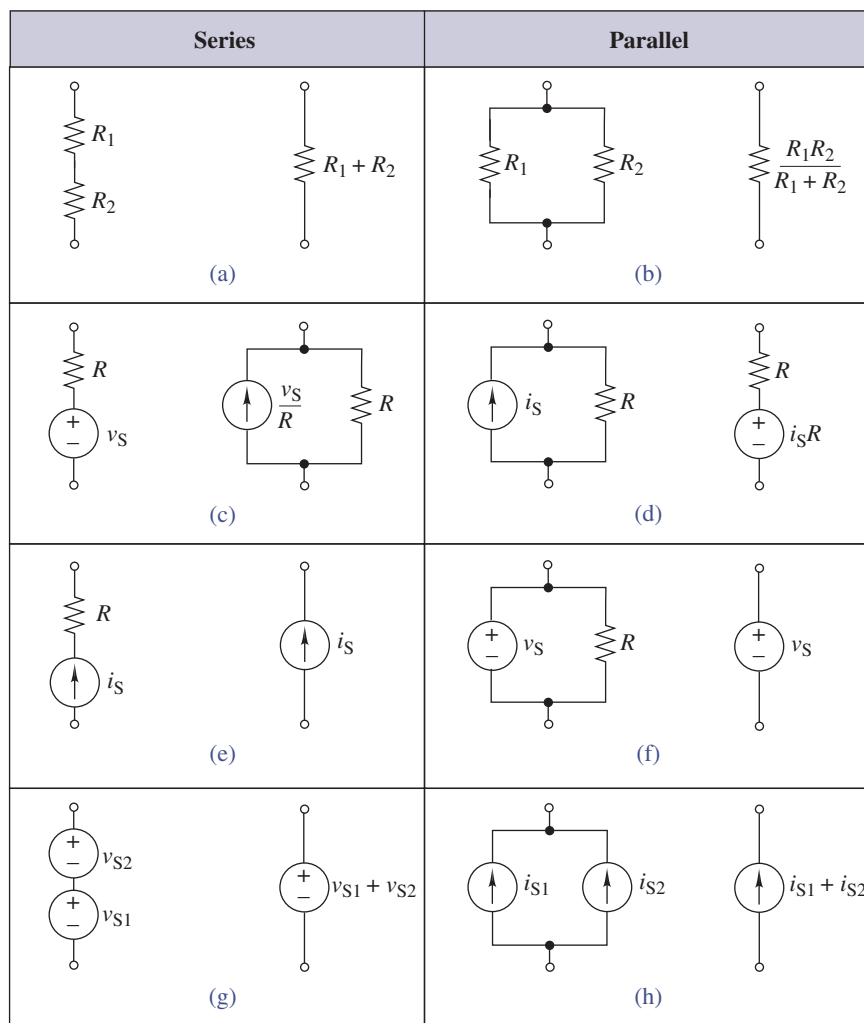 Series Parallel
R1
R2
R1 + R2
(a)
R1
R2
R1R2
R1 + R2
(b)
R
+
−
vS
vS
R
R
(c)
iS
R
R
+
−
iSR
(d)
R
iS
iS
(e)
+
−
vS
R
+
−
vS
(f)
+
−
vS2
+
−
vS1
+
−
vS1 + vS2
(g)
iS1
iS2
iS1 + iS2
(h)